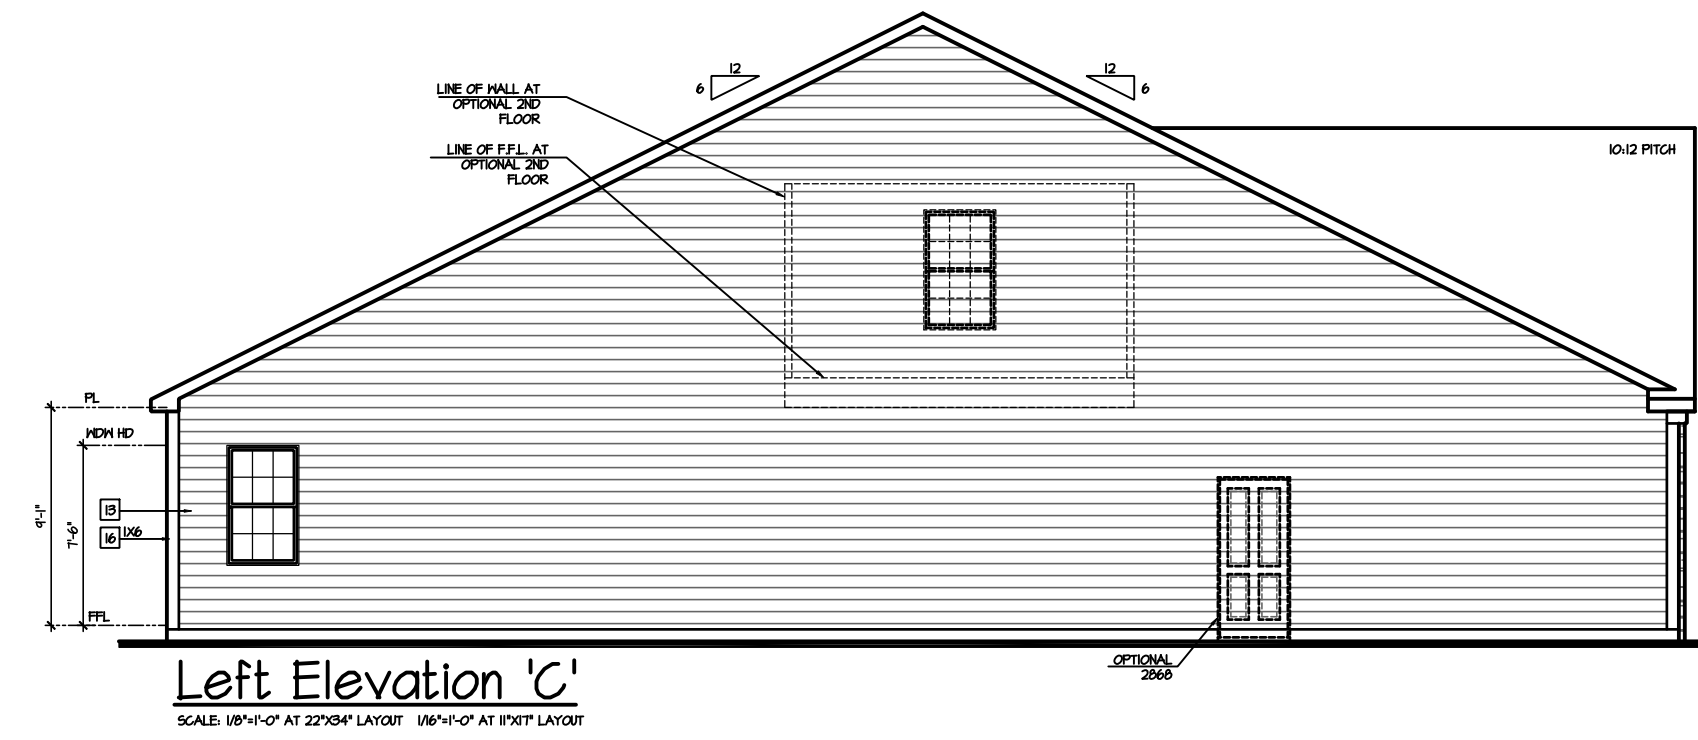 12
6
12
6
LINE OF WALL AT
OPTIONAL 2ND
FLOOR
LINE OF F.F.L. AT
OPTIONAL 2ND
FLOOR
10:12 PITCH
PL
WDW HD
9'-1"
7'-6"
13
16 1X6
FFL
OPTIONAL
2868
Left Elevation 'C'
SCALE: 1/8"=1'-0" AT 22"X34" LAYOUT 1/16"=1'-0" AT 11"X17" LAYOUT